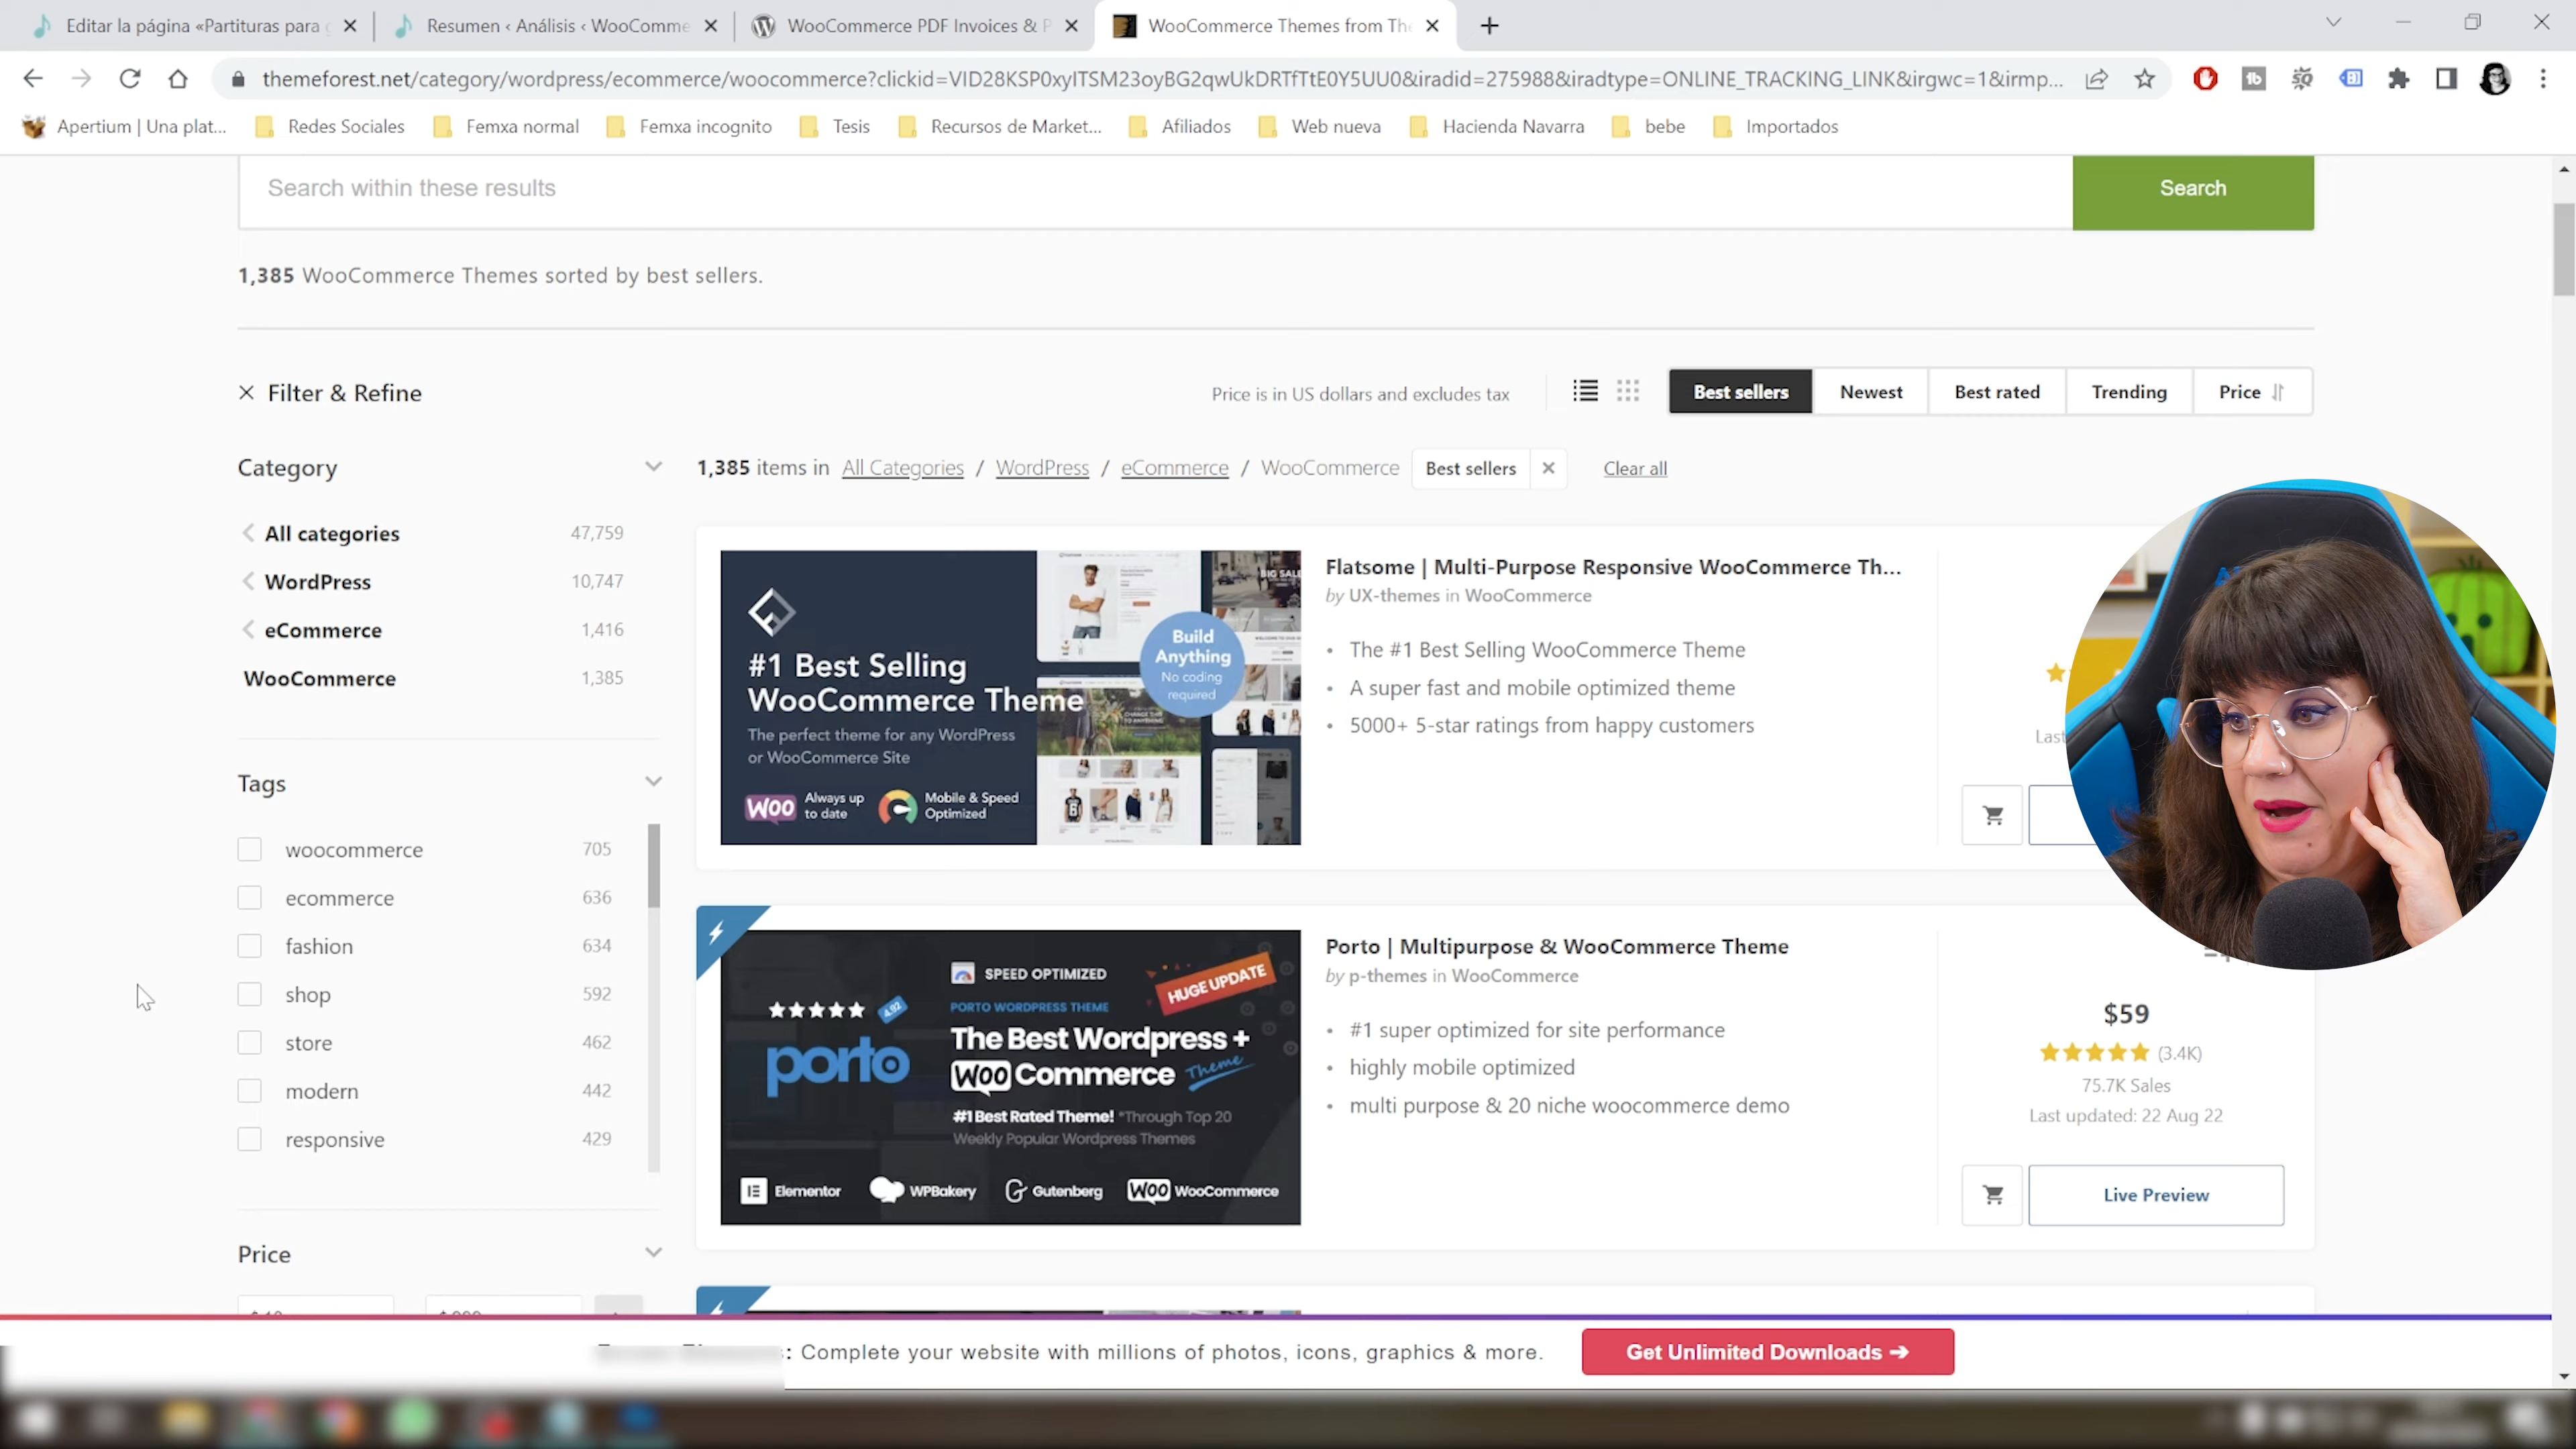 Editar la página «Partituras para g
Resumen ‹ Análisis ‹ WooComme
WooCommerce PDF Invoices & P
WooCommerce Themes from The
themeforest.net/category/wordpress/ecommerce/woocommerce?clickid=VID28KSP0xyITSM23oyBG2qwUkDRTfTtE0Y5UU0&iradid=275988&iradtype=ONLINE_TRACKING_LINK&irgwc=1&irmp...
Apertium | Una plat...
Redes Sociales
Femxa normal
Femxa incognito
Tesis
Recursos de Market...
Afiliados
Web nueva
Hacienda Navarra
bebe
Importados
Search within these results
Search
1,385 WooCommerce Themes sorted by best sellers.
Filter & Refine
Price is in US dollars and excludes tax
Best sellers
Newest
Best rated
Trending
Price
Category
1,385 items in All Categories / WordPress / eCommerce / WooCommerce
Best sellers
Clear all
All categories 47,759
WordPress 10,747
eCommerce 1,416
WooCommerce 1,385
Tags
woocommerce 705
ecommerce 636
fashion 634
shop 592
store 462
modern 442
responsive 429
Price
#1 Best Selling
WooCommerce Theme
The perfect theme for any WordPress
or WooCommerce Site
Woo
Always up
to date
Mobile & Speed
Optimized
Build
Anything
No coding
required
BIG SALE
Flatsome | Multi-Purpose Responsive WooCommerce Th...
by UX-themes in WooCommerce
• The #1 Best Selling WooCommerce Theme
• A super fast and mobile optimized theme
• 5000+ 5-star ratings from happy customers
Last
SPEED OPTIMIZED
HUGE UPDATE
4.92
PORTO WORDPRESS THEME
porto
The Best Wordpress +
Woo Commerce Theme
#1 Best Rated Theme! *Through Top 20
Weekly Popular Wordpress Themes
Elementor
WPBakery
Gutenberg
Woo WooCommerce
Porto | Multipurpose & WooCommerce Theme
by p-themes in WooCommerce
• #1 super optimized for site performance
• highly mobile optimized
• multi purpose & 20 niche woocommerce demo
$59
(3.4K)
75.7K Sales
Last updated: 22 Aug 22
Live Preview
: Complete your website with millions of photos, icons, graphics & more.
Get Unlimited Downloads →